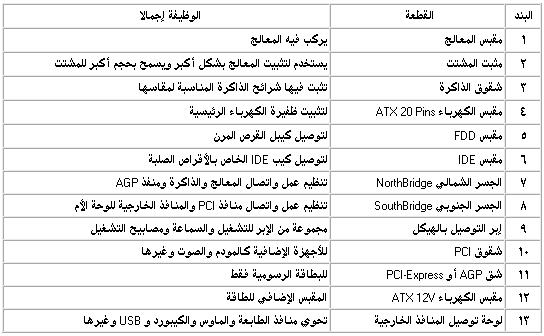 البند القطعة الوظيفة إجمالا
١ مقبس المعالج يركب فيه المعالج
٢ مثبت المشتت يستخدم لتثبيت المعالج بشكل أكبر ويسمح بحجم أكبر للمشتت
٣ شقوق الذاكرة تثبت فيها شرائح الذاكرة المناسبة لمقاسها
٤ مقبس الكهرباء ATX 20 Pins لتثبيت ظفيرة الكهرباء الرئيسية
٥ مقبس FDD لتوصيل كيبل القرص المرن
٦ مقبس IDE لتوصيل كيب IDE الخاص بالأقراص الصلبة
٧ الجسر الشمالي NorthBridge تنظيم عمل واتصال المعالج والذاكرة ومنفذ AGP
٨ الجسر الجنوبي SouthBridge تنظيم عمل واتصال منافذ PCI والمنافذ الخارجية للوحة الأم
٩ إبر التوصيل بالهيكل مجموعة من الإبر للتشغيل والسماعة ومصابيح التشغيل
١٠ شقوق PCI للأجهزة الإضافية كالمودم والصوت وغيرها
١١ شق AGP أو PCI-Express للبطاقة الرسومية فقط
١٢ مقبس الكهرباء ATX 12V المقبس الإضافي للطاقة
١٣ لوحة توصيل المنافذ الخارجية تحوي منافذ الطابعة والماوس والكيبورد و USB وغيرها